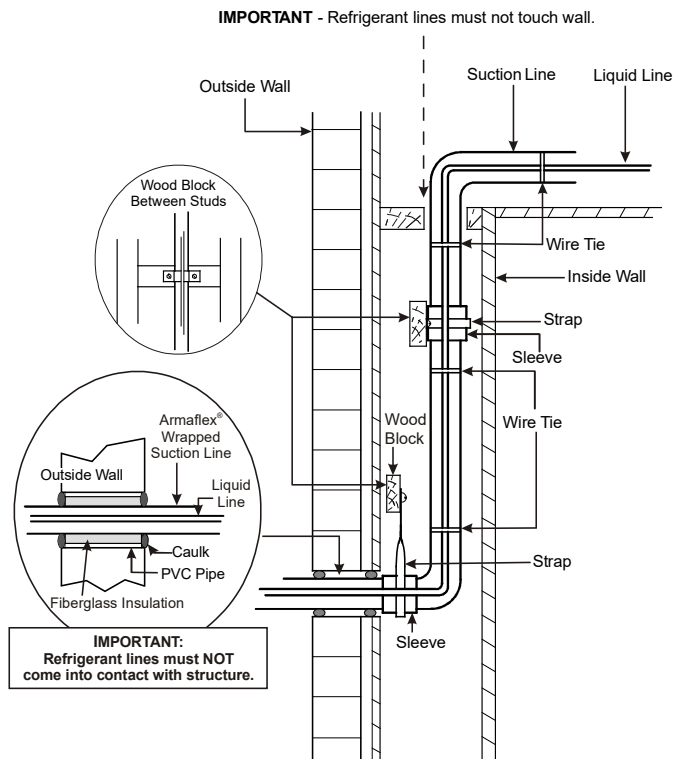 IMPORTANT - Refrigerant lines must not touch wall.
Suction Line
Liquid Line
Outside Wall
Wood Block
Between Studs
Wire Tie
Inside Wall
Strap
Sleeve
Wire Tie
Wood
Block
Armaflex®
Wrapped
Suction Line
Outside Wall
Liquid
Line
Caulk
PVC Pipe
Fiberglass Insulation
Strap
Sleeve
IMPORTANT:
Refrigerant lines must NOT
come into contact with structure.